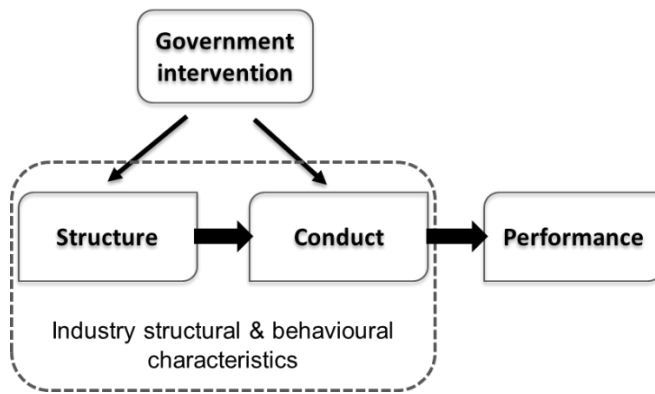 Government
intervention
Structure
Conduct
Performance
Industry structural & behavioural
characteristics